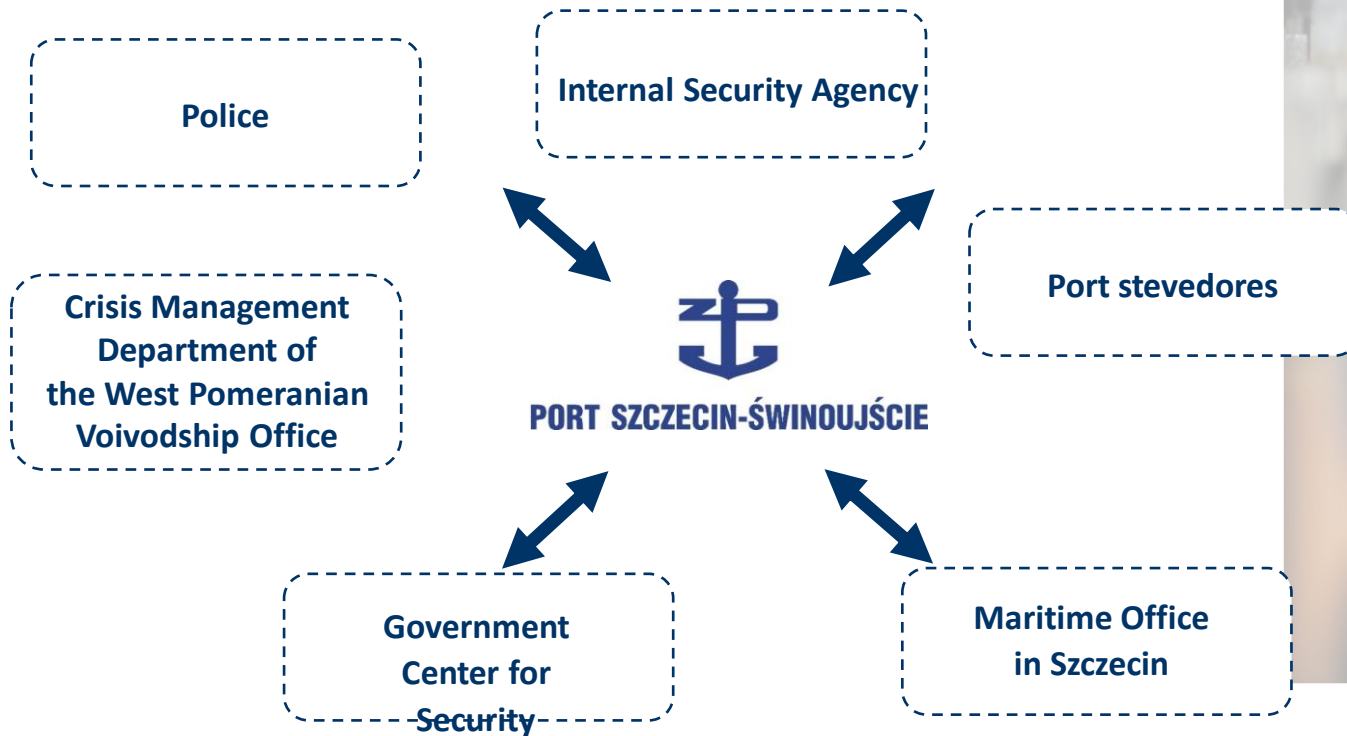 Police
Internal Security Agency
Port stevedores
Crisis Management
Department of
the West Pomeranian
Voivodship Office
ZP
PORT SZCZECIN-ŚWINOUJŚCIE
Government
Center for
Security
Maritime Office
in Szczecin